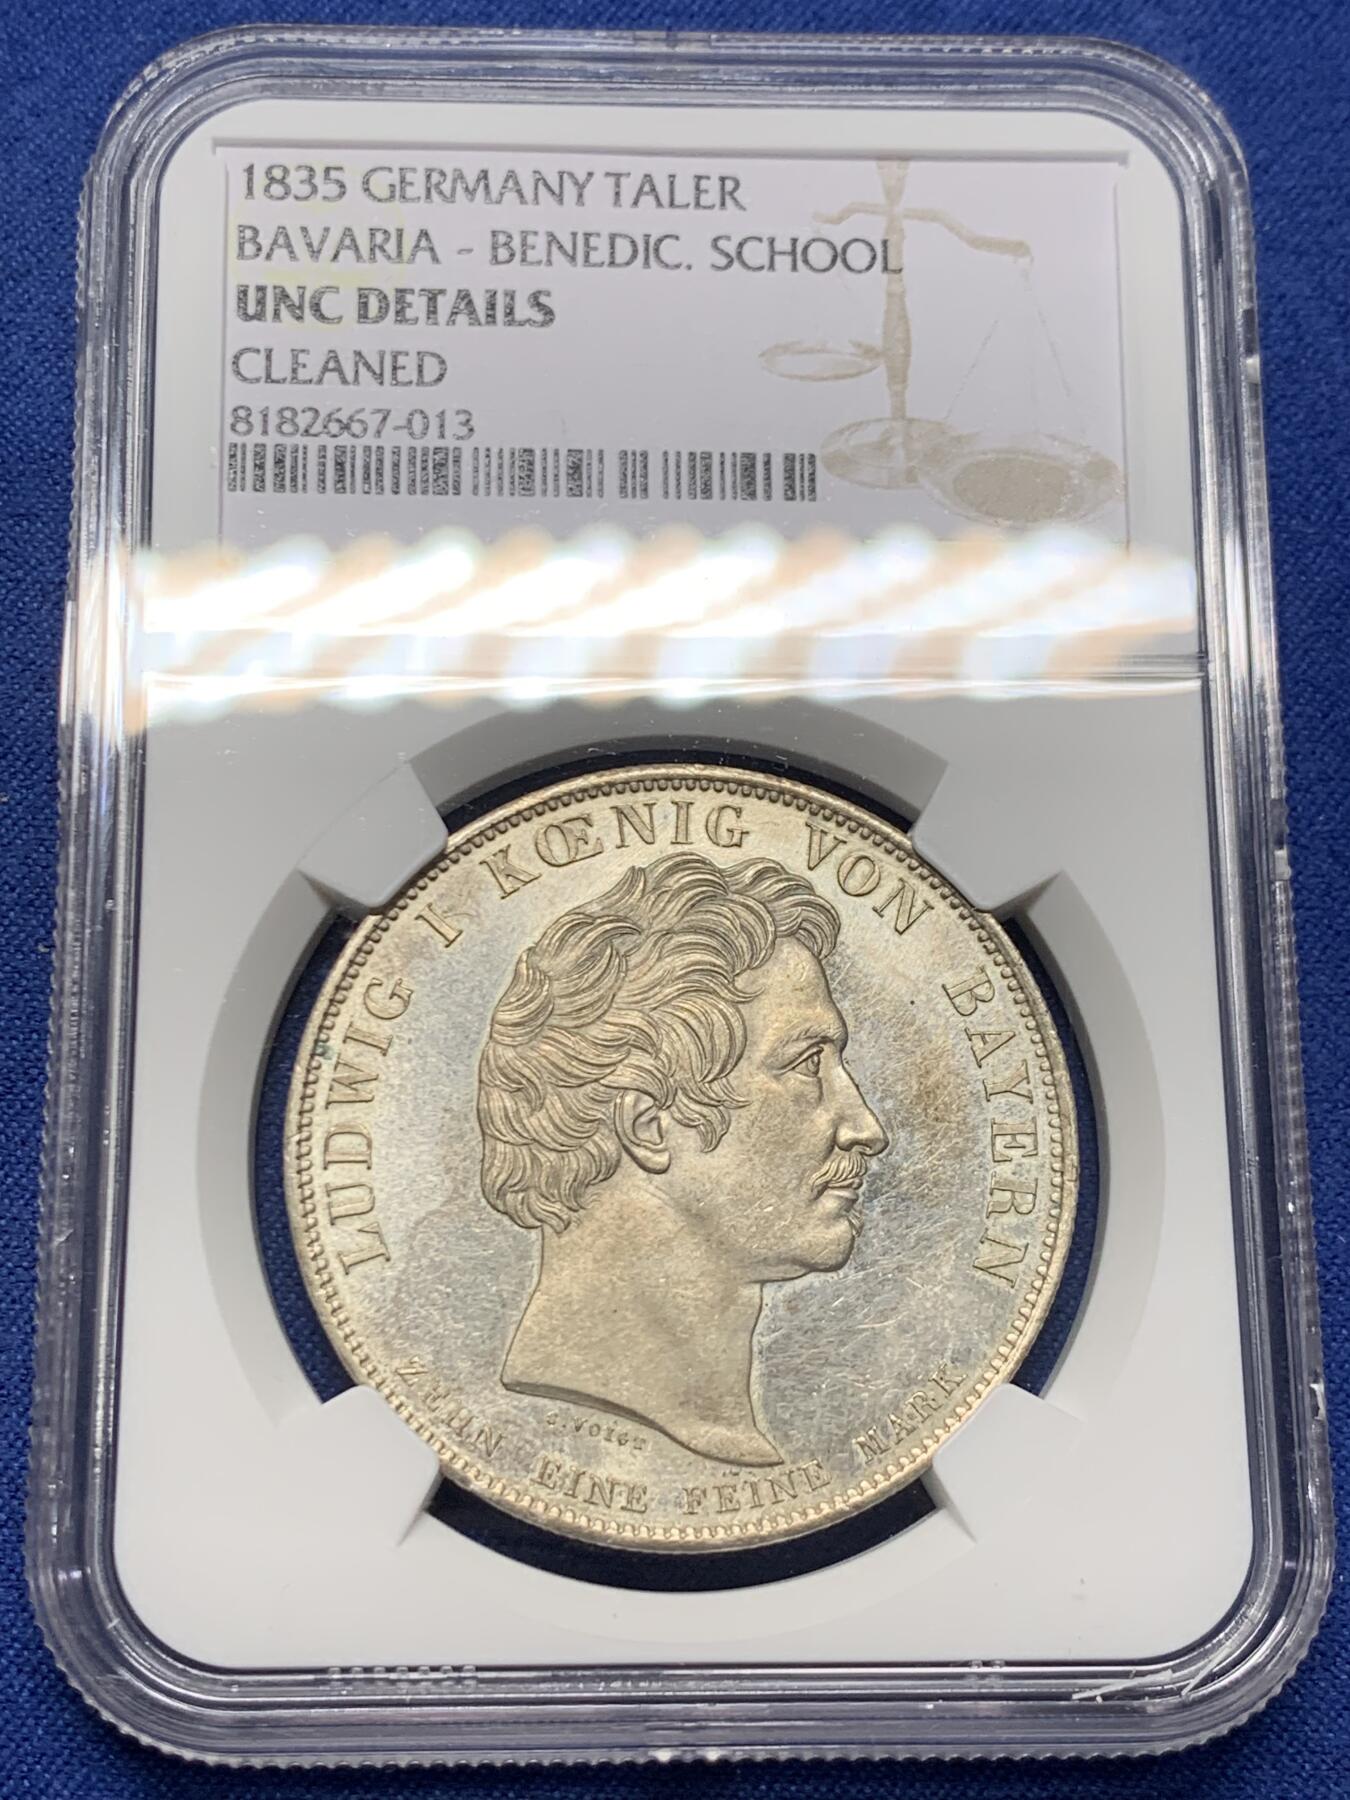 1835 GERMANY TALER
BAVARIA - BENEDIC. SCHOOL
UNC DETAILS
CLEANED
8182667-013
LUDWIG I KŒNIG VON BAYERN
C. VOIGT
ZEHN EINE FEINE MARK